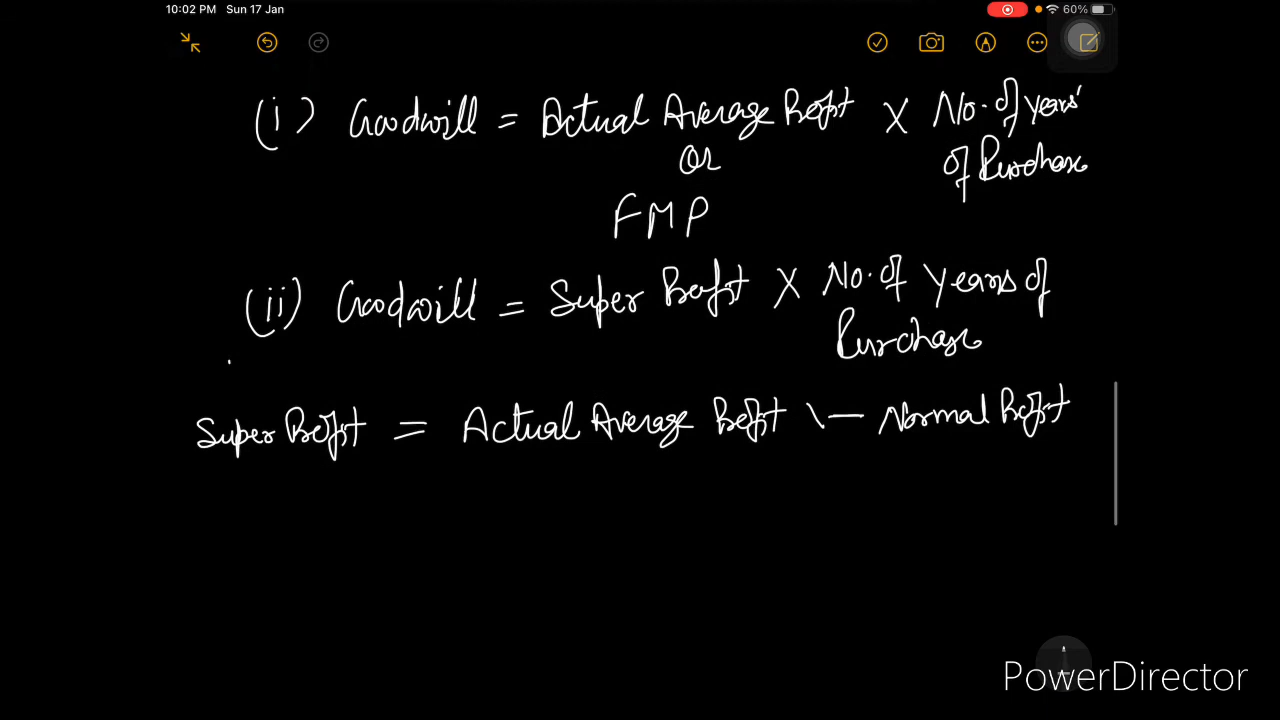 10:02 PM Sun 17 Jan 60%
(i) Goodwill = Actual Average Profit X No. of years'
or of Purchase
FMP
(ii) Goodwill = Super Profit X No. of years of
Purchase
Super Profit = Actual Average Profit \— Normal Profit
PowerDirector